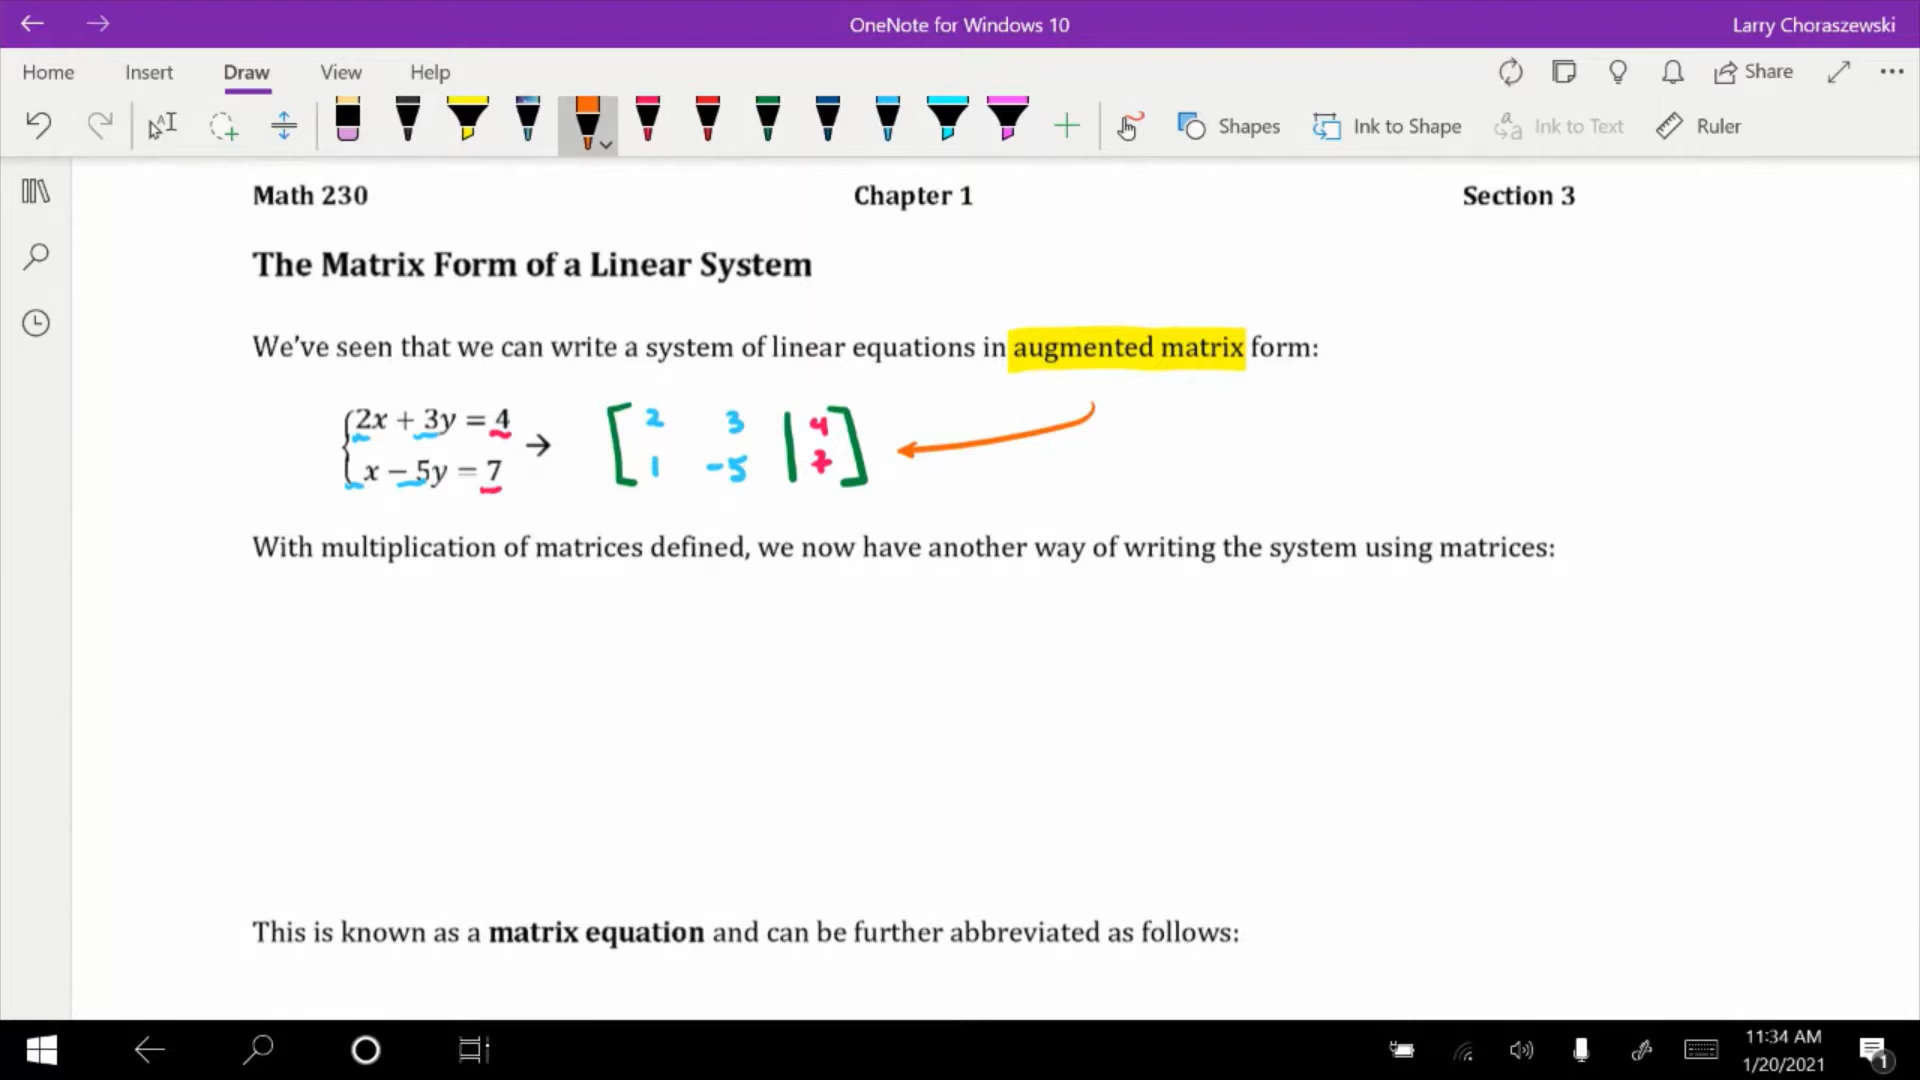 OneNote for Windows 10
Larry Choraszewski
Home Insert Draw View Help
Share
Shapes Ink to Shape Ink to Text Ruler
Math 230 Chapter 1 Section 3
The Matrix Form of a Linear System
We've seen that we can write a system of linear equations in augmented matrix form:
2x + 3y = 4
x − 5y = 7
→
2 3 | 4
1 -5 | 7
With multiplication of matrices defined, we now have another way of writing the system using matrices:
This is known as a matrix equation and can be further abbreviated as follows:
11:34 AM
1/20/2021
1